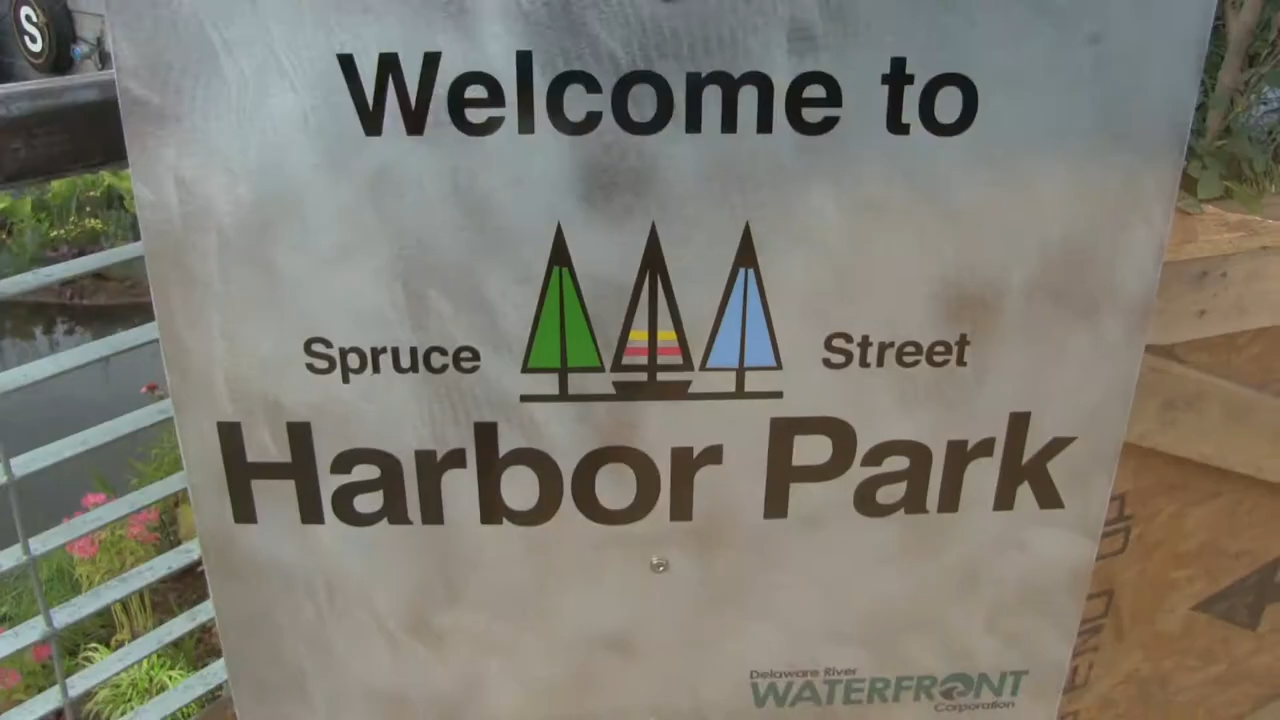 S
Welcome to
Spruce Street
Harbor Park
Delaware River
WATERFRONT
Corporation